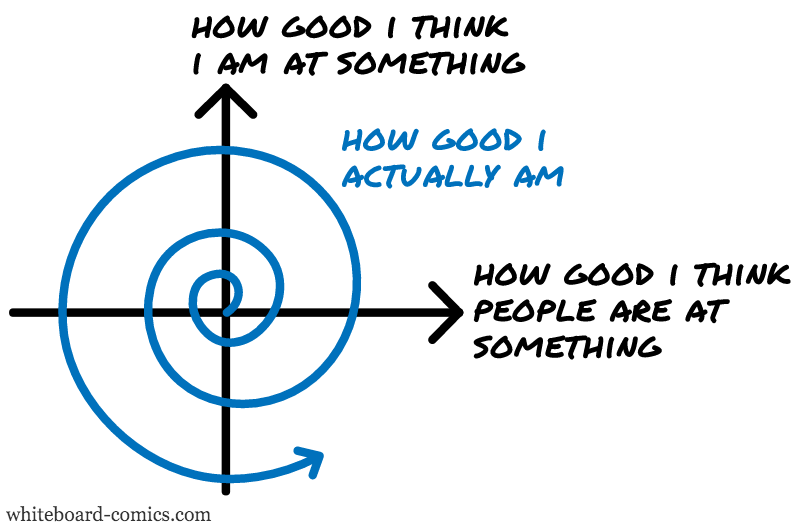 HOW GOOD I THINK
I AM AT SOMETHING
HOW GOOD I
ACTUALLY AM
HOW GOOD I THINK
PEOPLE ARE AT
SOMETHING
whiteboard-comics.com